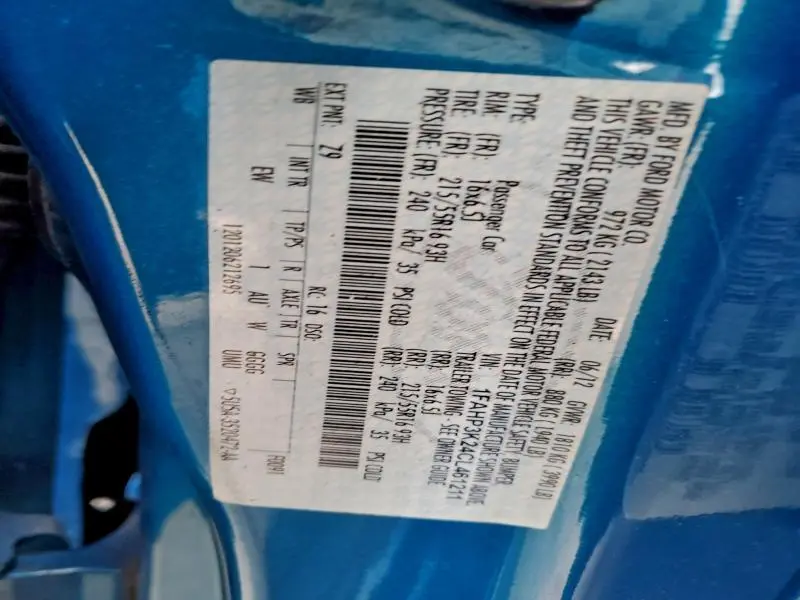 MFD. BY FORD MOTOR CO.
DATE: 06/12 GVWR: 1810 KG (3990 LB)
GAWR: (FR): 972 KG (2143 LB) (RR): 880 KG (1940 LB)
THIS VEHICLE CONFORMS TO ALL APPLICABLE FEDERAL MOTOR VEHICLE SAFETY, BUMPER
AND THEFT PREVENTION STANDARDS IN EFFECT ON THE DATE OF MANUFACTURE SHOWN ABOVE.
VIN: 1FAHP3K24CL461211
TYPE: Passenger Car TRAILER TOWING - SEE OWNER GUIDE
RIM: (FR): 16x6.5J (RR): 16x6.5J
TIRE: (FR): 215/55R16 93H (RR): 215/55R16 93H
PRESSURE: (FR): 240 kPa/ 35 PSI COLD (RR): 240 kPa/ 35 PSI COLD
EXT PNT: Z9 RC: 16 DSO: F0091
WB INT TR TP/PS R AXLE TR SPR
EW 1 AU W GGGG UNU